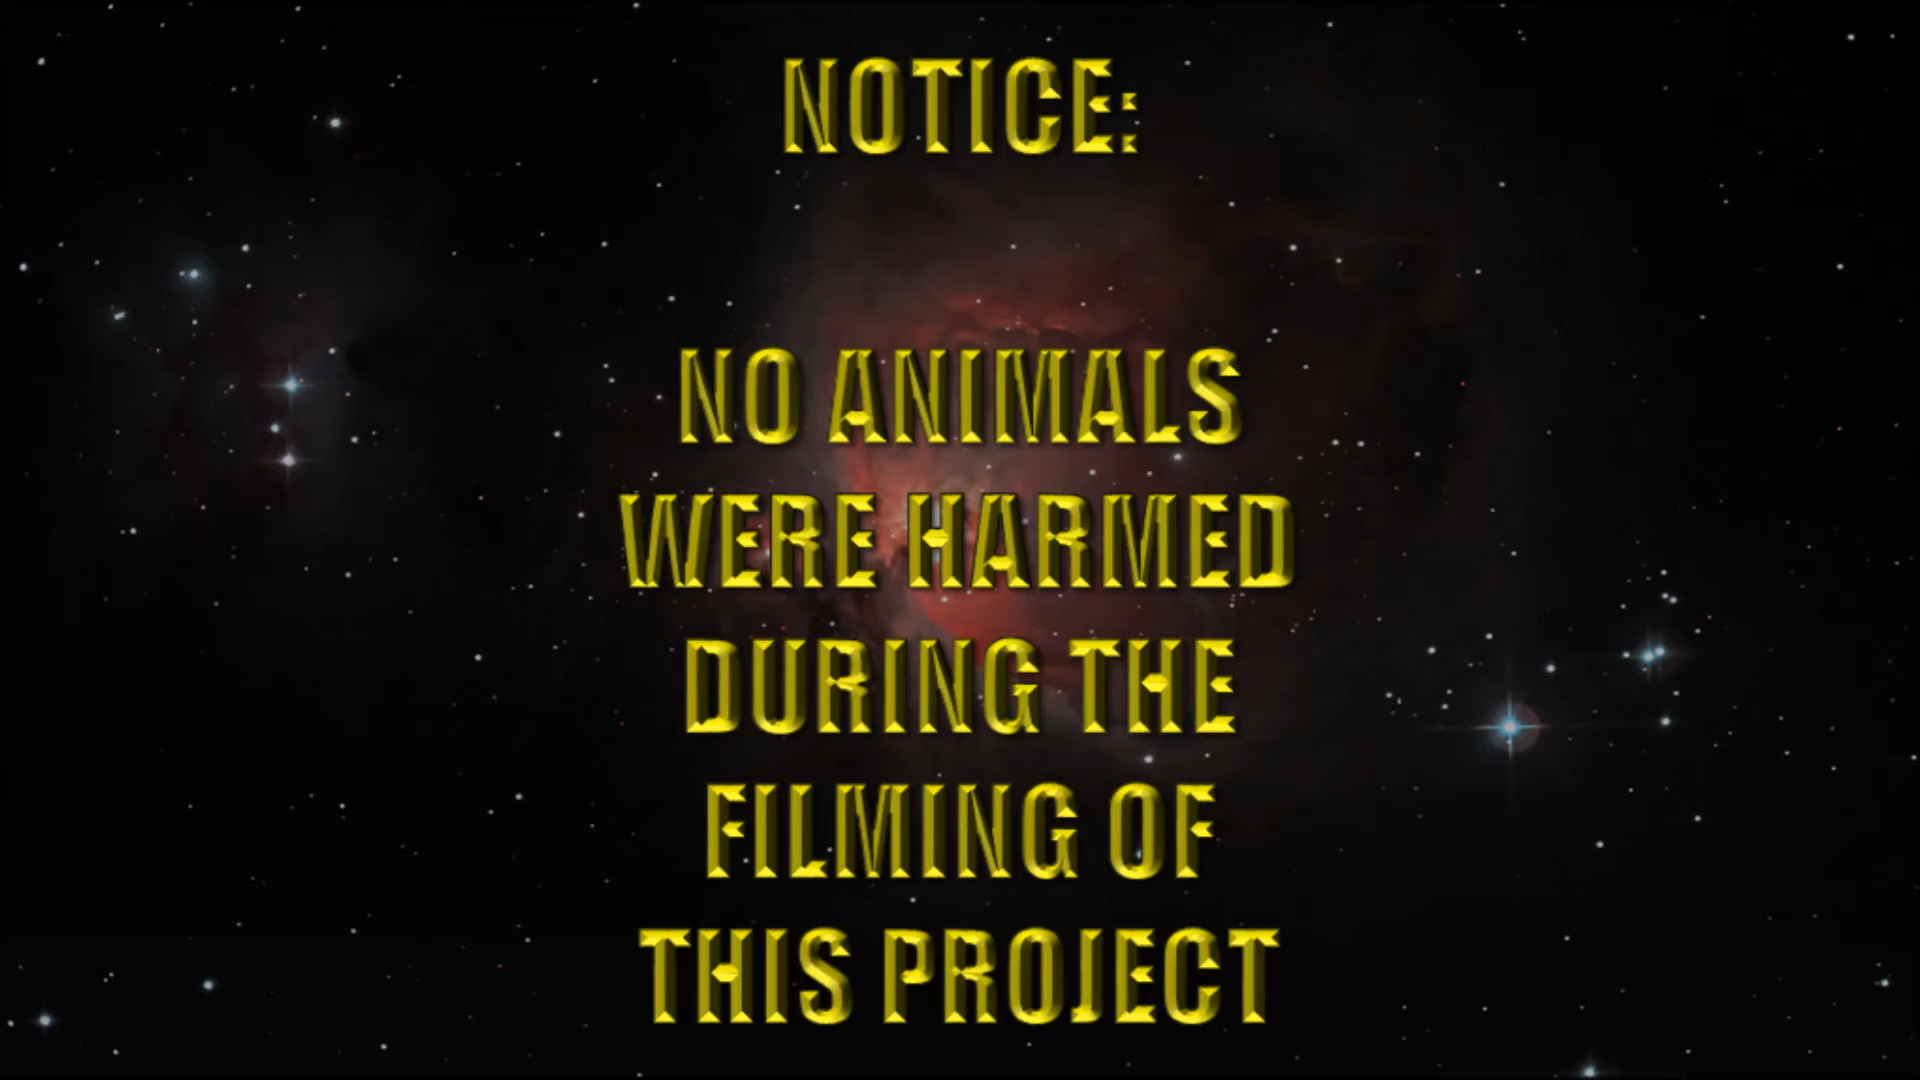 NOTICE:
NO ANIMALS
WERE HARMED
DURING THE
FILMING OF
THIS PROJECT